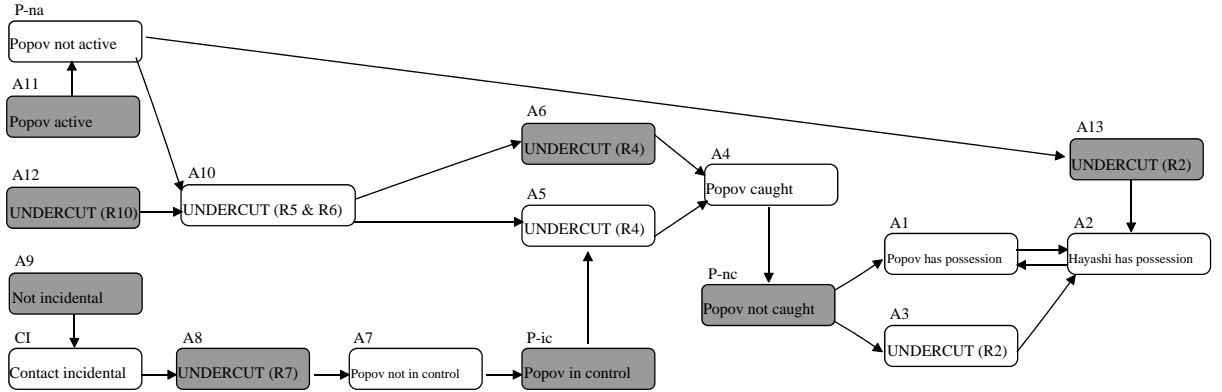 P-na
Popov not active
A11
Popov active
A12
UNDERCUT (R10)
A10
UNDERCUT (R5 & R6)
A6
UNDERCUT (R4)
A5
UNDERCUT (R4)
A4
Popov caught
A13
UNDERCUT (R2)
A1
Popov has possession
A2
Hayashi has possession
P-nc
Popov not caught
A3
UNDERCUT (R2)
A9
Not incidental
CI
Contact incidental
A8
UNDERCUT (R7)
A7
Popov not in control
P-ic
Popov in control